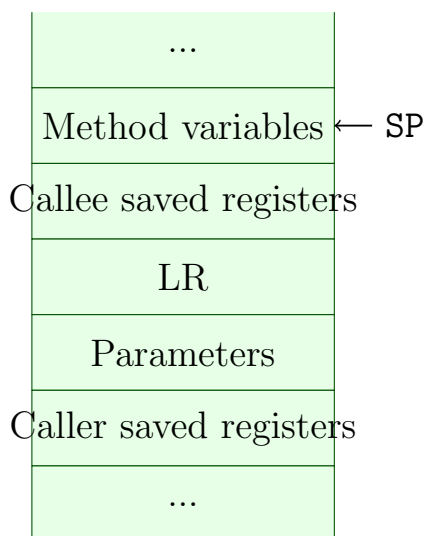 ...
Method variables ← SP
Callee saved registers
LR
Parameters
Caller saved registers
...